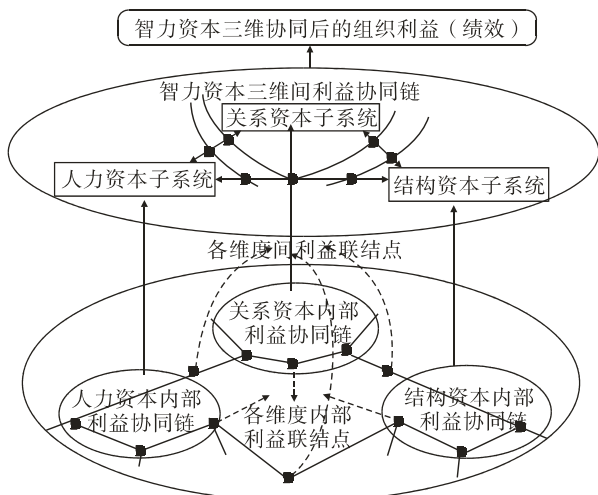 智力资本三维协同后的组织利益（绩效）
智力资本三维间利益协同链
关系资本子系统
人力资本子系统
结构资本子系统
各维度间利益联结点
关系资本内部
利益协同链
人力资本内部
利益协同链
结构资本内部
利益协同链
各维度内部
利益联结点